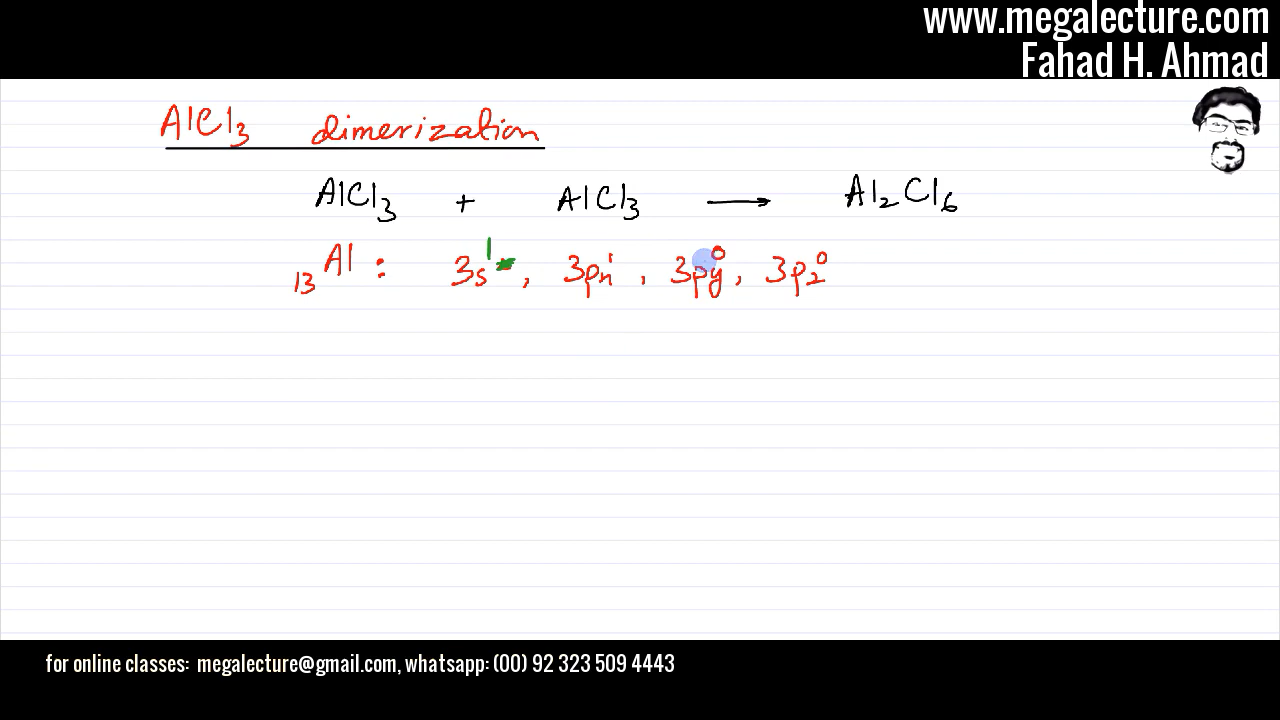 www.megalecture.com
Fahad H. Ahmad
AlCl₃ dimerization
AlCl₃ + AlCl₃ → Al₂Cl₆
₁₃Al : 3s¹, 3px¹, 3py⁰, 3pz⁰
for online classes: megalecture@gmail.com, whatsapp: (00) 92 323 509 4443